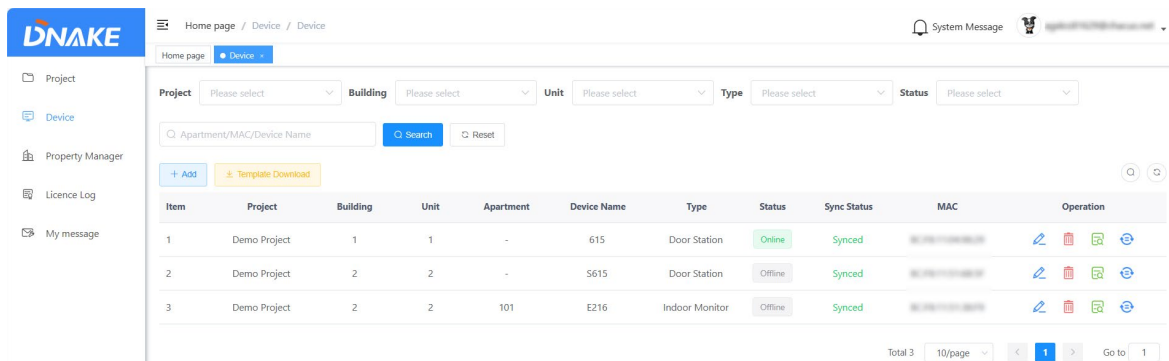 DNAKE
Home page / Device / Device
System Message
Home page
Device ×
Project
Device
Property Manager
Licence Log
My message
Project Please select Building Please select Unit Please select Type Please select Status Please select
Apartment/MAC/Device Name Search Reset
+ Add Template Download
Item Project Building Unit Apartment Device Name Type Status Sync Status MAC Operation
1 Demo Project 1 1 - 615 Door Station Online Synced
2 Demo Project 2 2 - S615 Door Station Offline Synced
3 Demo Project 2 2 101 E216 Indoor Monitor Offline Synced
Total 3 10/page < 1 > Go to 1